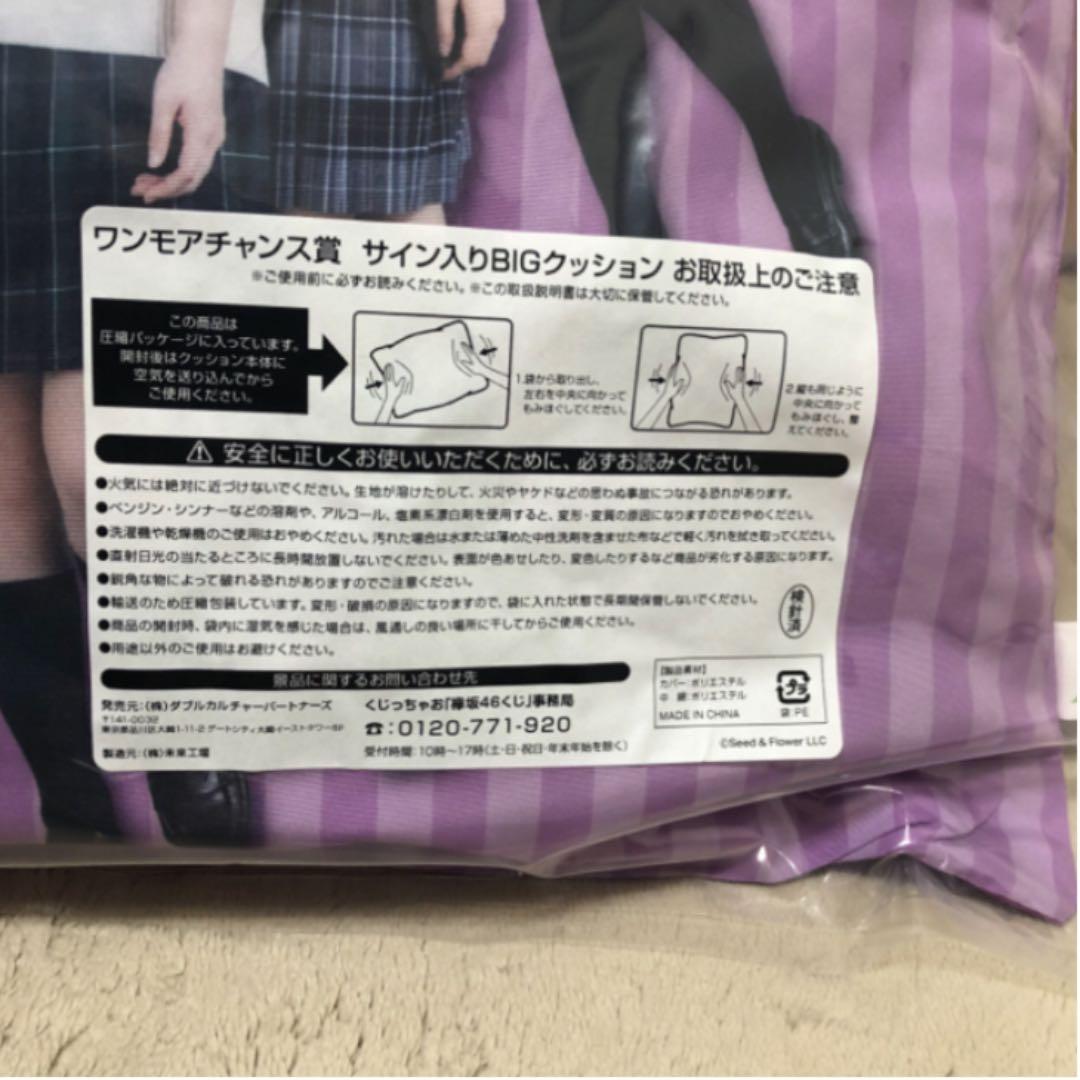 ワンモアチャンス賞 サイン入りBIGクッション お取扱上のご注意
※ご使用前に必ずお読みください。※この取扱説明書は大切に保管してください。
この商品は
圧縮パッケージに入っています。
開封後はクッション本体に
空気を送り込んでから
ご使用ください。
1.袋から取り出し、
左右を中央に向かって
もみほぐしてください。
2.縦も同じように
中央に向かって
もみほぐし、整
えてください。
安全に正しくお使いいただくために、必ずお読みください。
●火気には絶対に近づけないでください。生地が溶けたりして、火災やヤケドなどの思わぬ事故につながる恐れがあります。
●ベンジン・シンナーなどの溶剤や、アルコール、塩素系漂白剤を使用すると、変形・変質の原因になりますのでおやめください。
●洗濯機や乾燥機のご使用はおやめください。汚れた場合は水または薄めた中性洗剤を含ませた布などで軽く汚れを拭き取ってください。
●直射日光の当たるところに長時間放置しないでください。表面が色あせしたり、変色したりするなど商品が劣化する原因になります。
●鋭角な物によって破れる恐れがありますのでご注意ください。
●輸送のため圧縮包装しています。変形・破損の原因になりますので、袋に入れた状態で長期間保管しないでください。
●商品の開封時、袋内に湿気を感じた場合は、風通しの良い場所に干してからご使用ください。
●用途以外のご使用はお避けください。
検針済
景品に関するお問い合わせ先
発売元:(株)ダブルカルチャーパートナーズ
〒141-0032
東京都品川区大崎1-11-2 ゲートシティ大崎イーストタワー5F
製造元:(株)未来工場
くじっちゃお「欅坂46くじ」事務局
☎:0120-771-920
受付時間:10時〜17時(土・日・祝日・年末年始を除く)
【製品素材】
カバー:ポリエステル
中 綿:ポリエステル
MADE IN CHINA
プラ
袋:PE
©Seed & Flower LLC